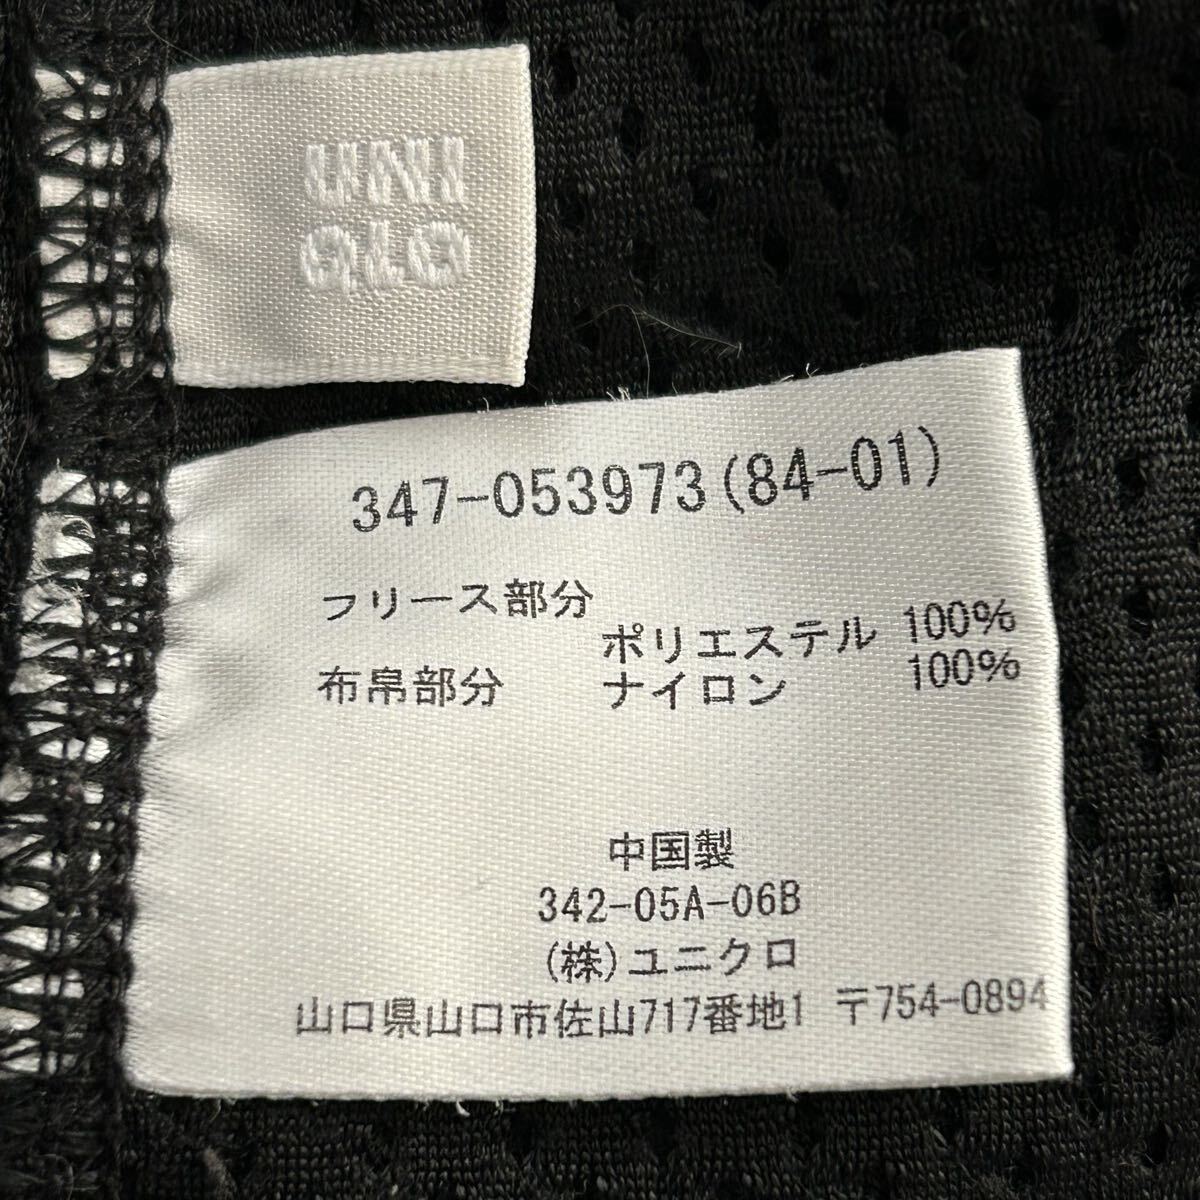 UNI
QLO
347-053973(84-01)
フリース部分
ポリエステル 100%
布帛部分 ナイロン 100%
中国製
342-05A-06B
(株)ユニクロ
山口県山口市佐山717番地1 〒754-0894